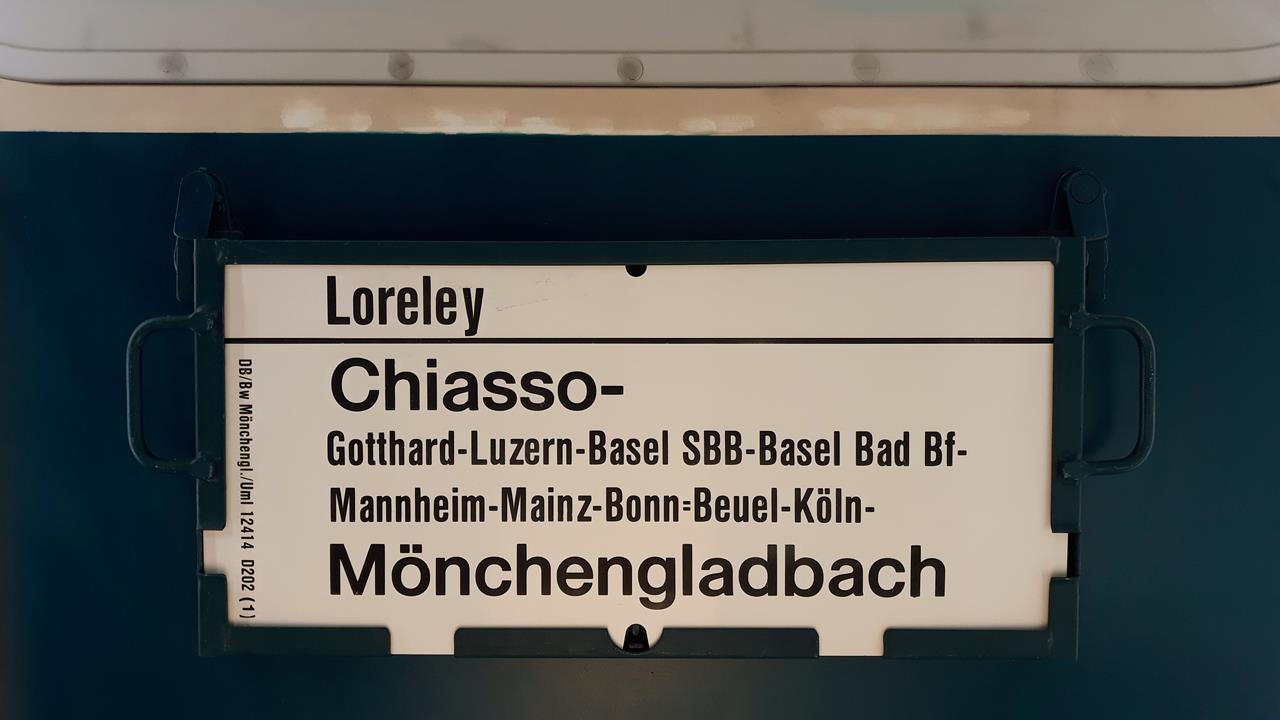 Loreley
Chiasso-
Gotthard-Luzern-Basel SBB-Basel Bad Bf-
Mannheim-Mainz-Bonn=Beuel-Köln-
Mönchengladbach
DB/Bw Mönchengl./Uml 12414 D202 (1)